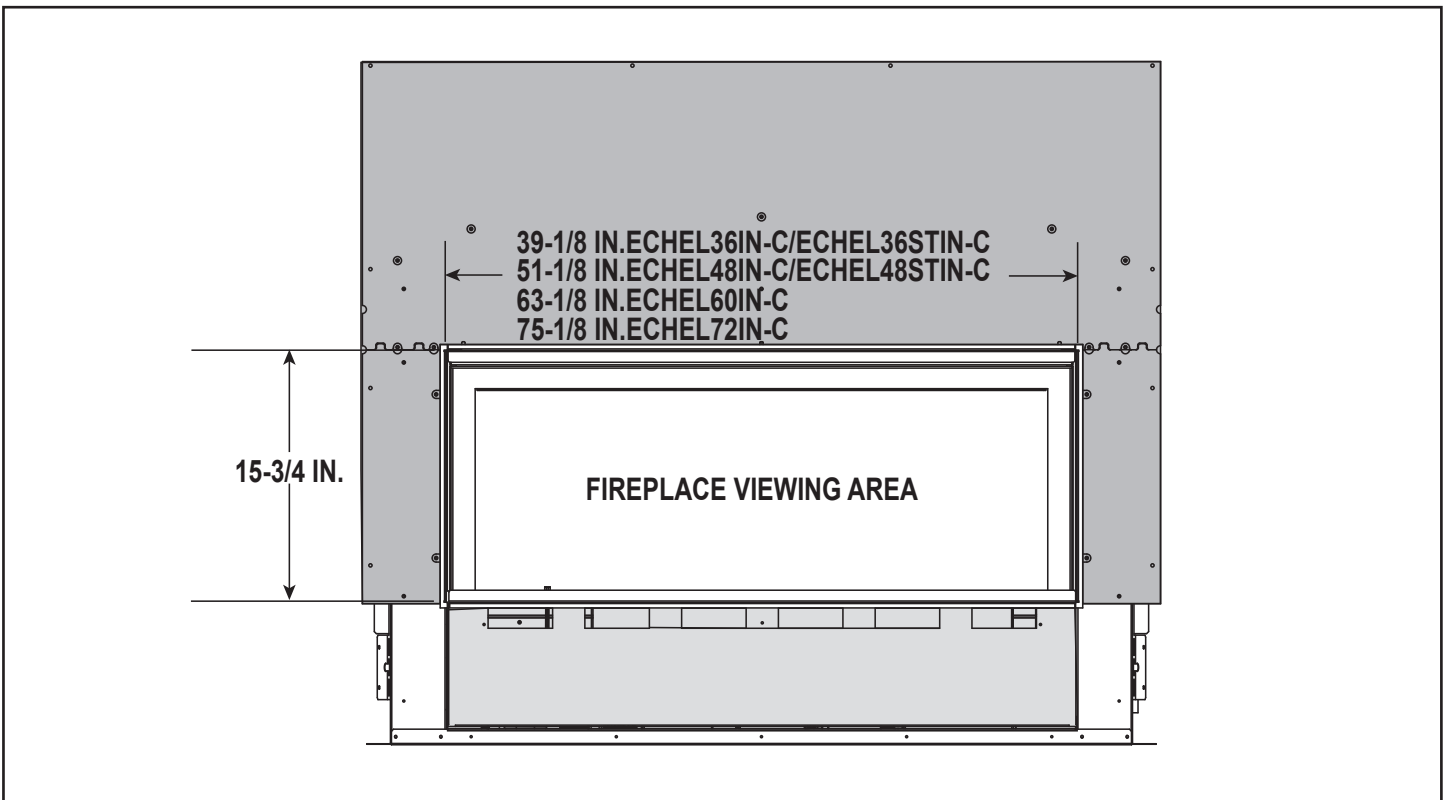 39-1/8 IN.ECHEL36IN-C/ECHEL36STIN-C
51-1/8 IN.ECHEL48IN-C/ECHEL48STIN-C
63-1/8 IN.ECHEL60IN-C
75-1/8 IN.ECHEL72IN-C
15-3/4 IN.
FIREPLACE VIEWING AREA